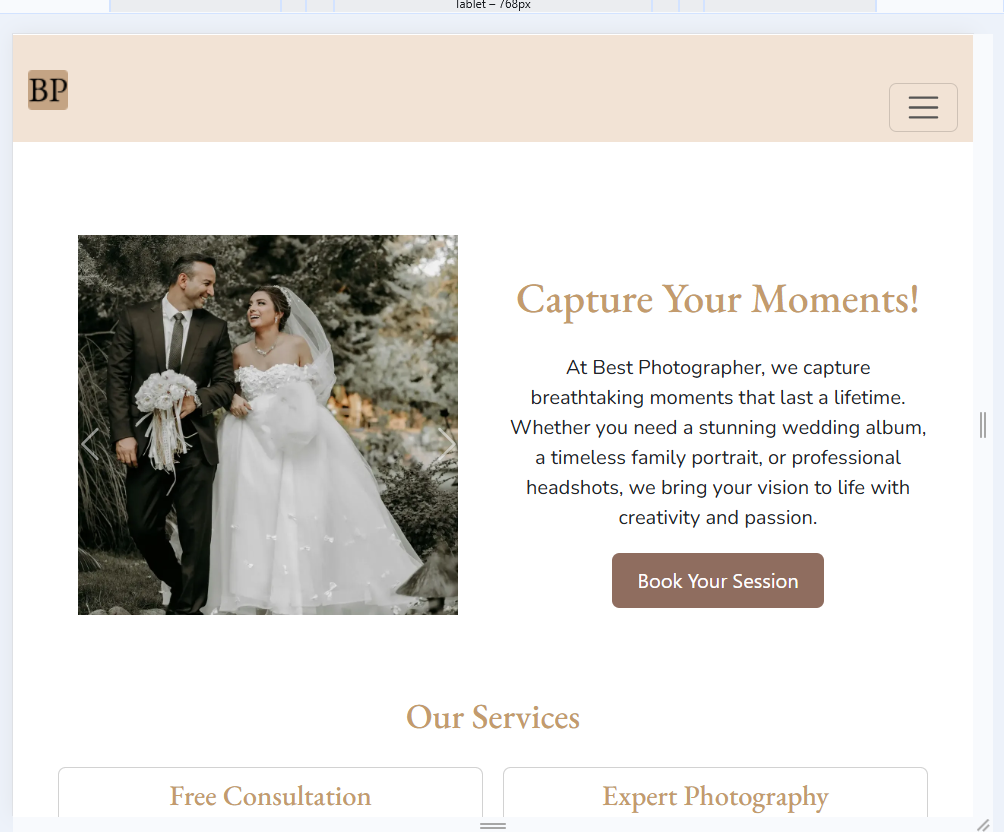 Tablet – 768px
BP
Capture Your Moments!
At Best Photographer, we capture
breathtaking moments that last a lifetime.
Whether you need a stunning wedding album,
a timeless family portrait, or professional
headshots, we bring your vision to life with
creativity and passion.
Book Your Session
Our Services
Free Consultation
Expert Photography